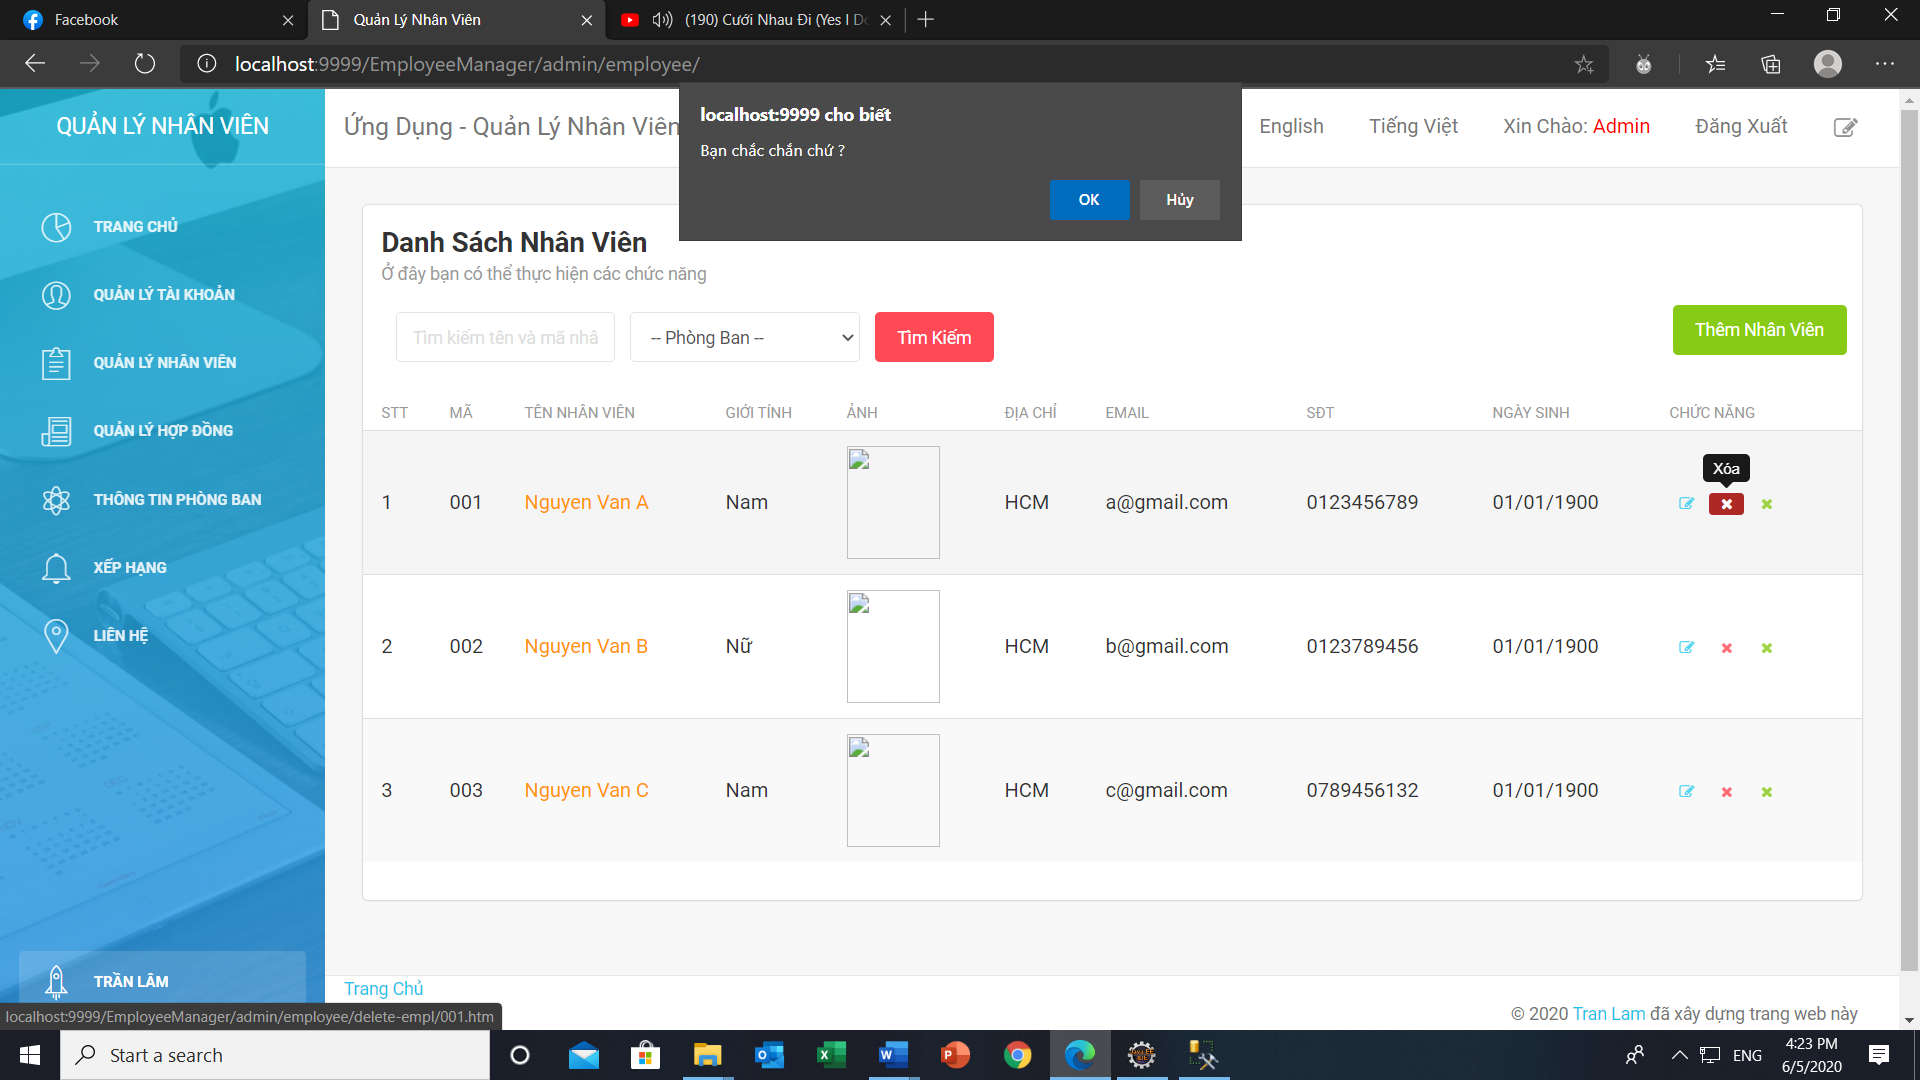 Facebook
Quản Lý Nhân Viên
(190) Cưới Nhau Đi (Yes I Do
localhost:9999/EmployeeManager/admin/employee/
localhost:9999 cho biết
Bạn chắc chắn chứ ?
OK
Hủy
QUẢN LÝ NHÂN VIÊN
Ứng Dụng - Quản Lý Nhân Viên
English
Tiếng Việt
Xin Chào: Admin
Đăng Xuất
TRANG CHỦ
QUẢN LÝ TÀI KHOẢN
QUẢN LÝ NHÂN VIÊN
QUẢN LÝ HỢP ĐỒNG
THÔNG TIN PHÒNG BAN
XẾP HẠNG
LIÊN HỆ
TRẦN LÂM
Danh Sách Nhân Viên
Ở đây bạn có thể thực hiện các chức năng
Tìm kiếm tên và mã nhâ
-- Phòng Ban --
Tìm Kiếm
Thêm Nhân Viên
STT MÃ TÊN NHÂN VIÊN GIỚI TÍNH ẢNH ĐỊA CHỈ EMAIL SĐT NGÀY SINH CHỨC NĂNG
Xóa
1 001 Nguyen Van A Nam HCM a@gmail.com 0123456789 01/01/1900
2 002 Nguyen Van B Nữ HCM b@gmail.com 0123789456 01/01/1900
3 003 Nguyen Van C Nam HCM c@gmail.com 0789456132 01/01/1900
Trang Chủ
© 2020 Tran Lam đã xây dựng trang web này
localhost:9999/EmployeeManager/admin/employee/delete-empl/001.htm
Start a search
ENG
4:23 PM
6/5/2020